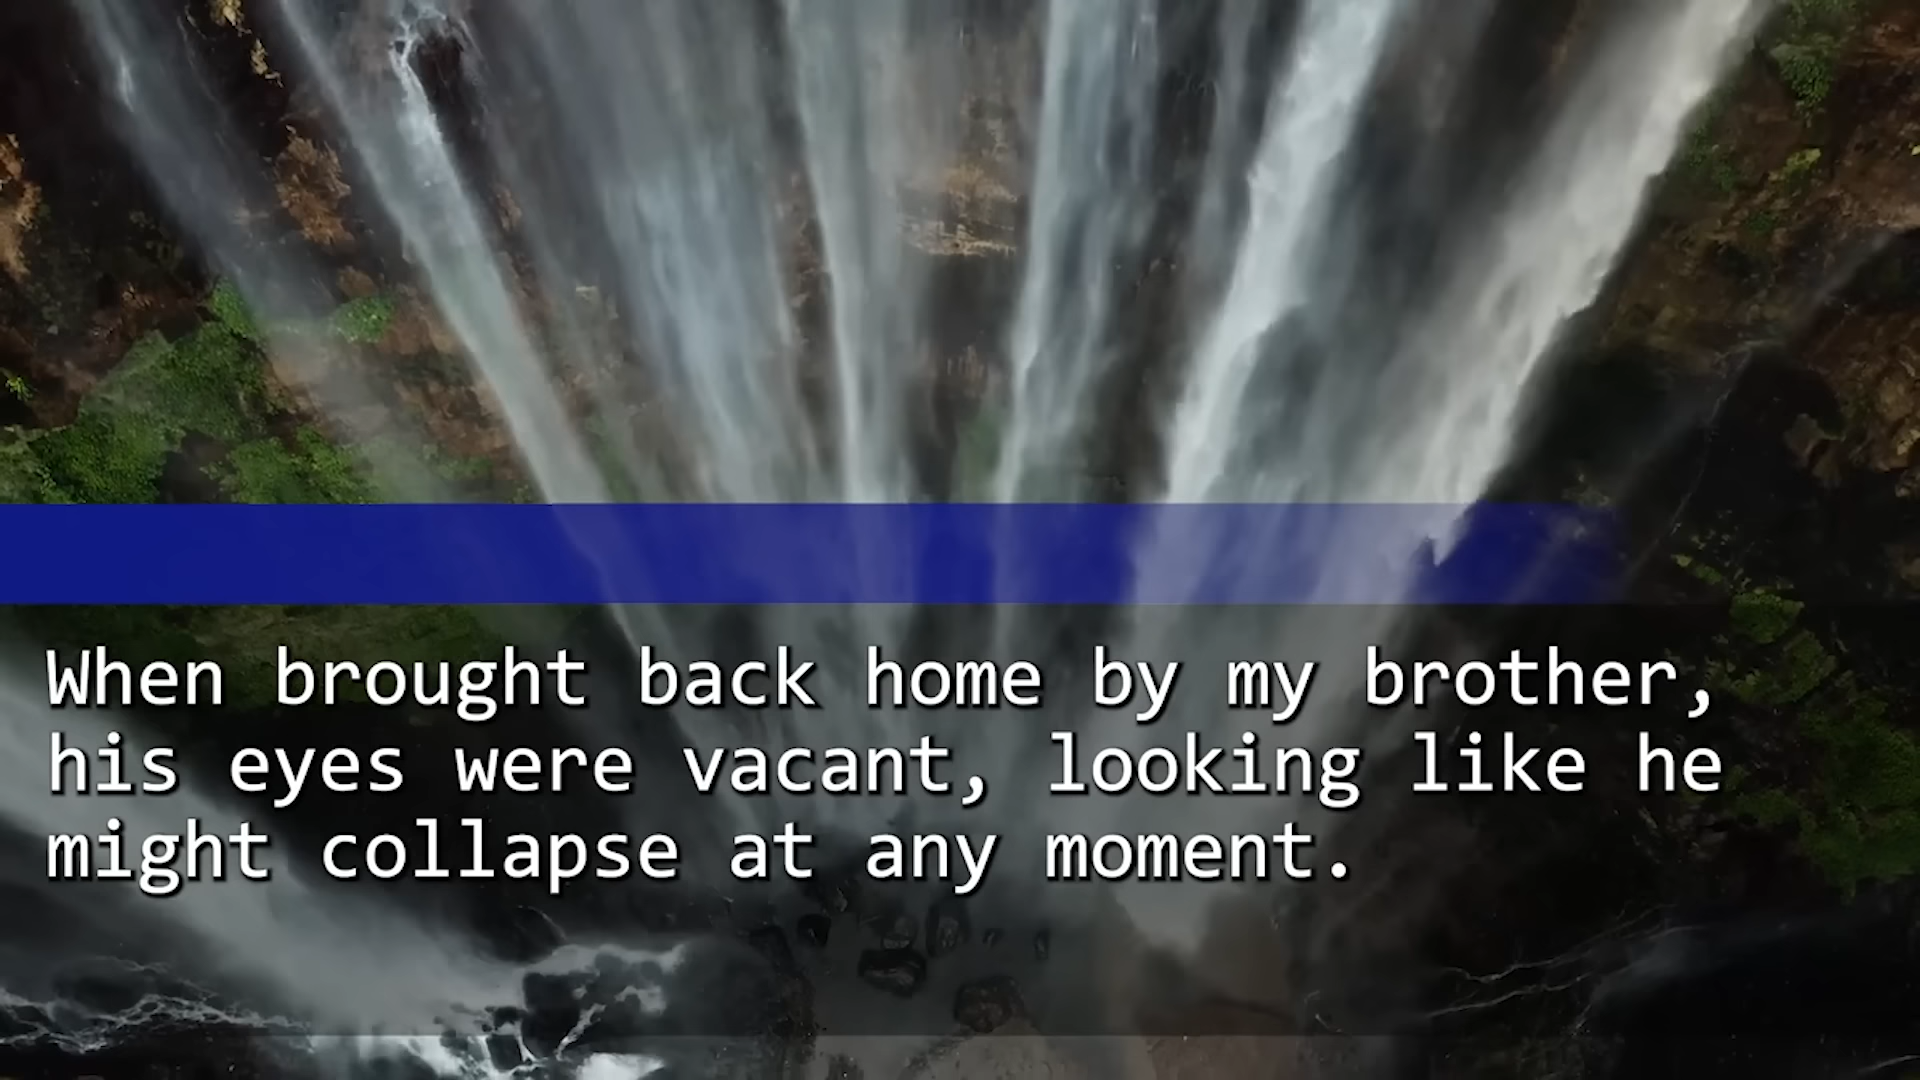 When brought back home by my brother,
his eyes were vacant, looking like he
might collapse at any moment.